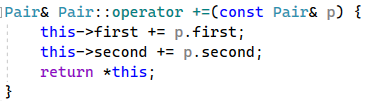 Pair& Pair::operator +=(const Pair& p) {
    this->first += p.first;
    this->second += p.second;
    return *this;
}